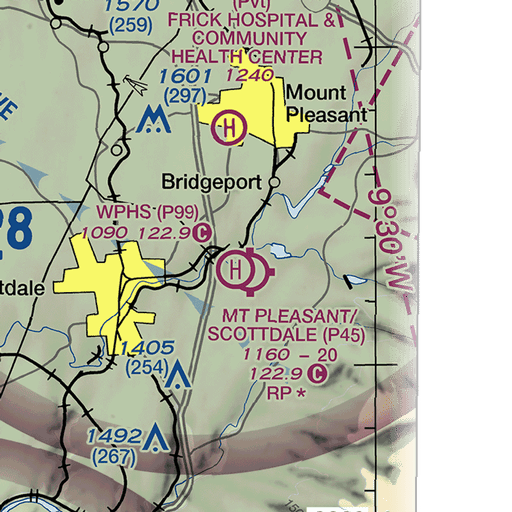 1570
(259)
(Pvt)
FRICK HOSPITAL &
COMMUNITY
HEALTH CENTER
1240
1601
(297)
H
Mount
Pleasant
Bridgeport
WPHS (P99)
1090 122.9 C
28
H
9°30'W
MT PLEASANT/
SCOTTDALE (P45)
1160 – 20
122.9 C
RP *
1405
(254)
1492
(267)